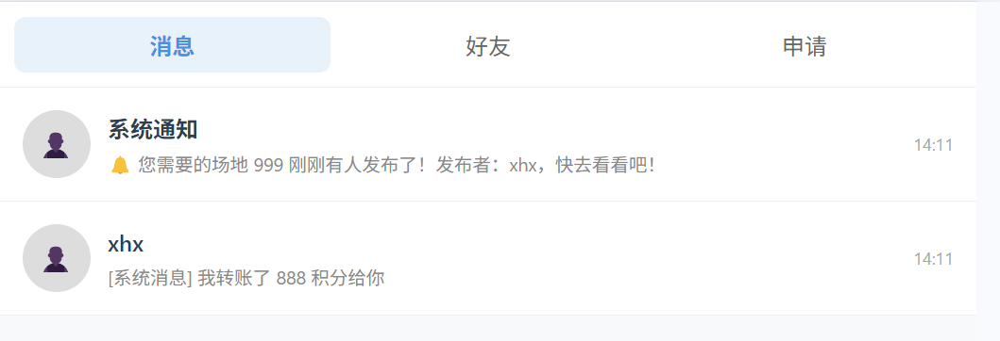 消息
好友
申请
系统通知
🔔 您需要的场地 999 刚刚有人发布了！发布者：xhx，快去看看吧！
14:11
xhx
[系统消息] 我转账了 888 积分给你
14:11